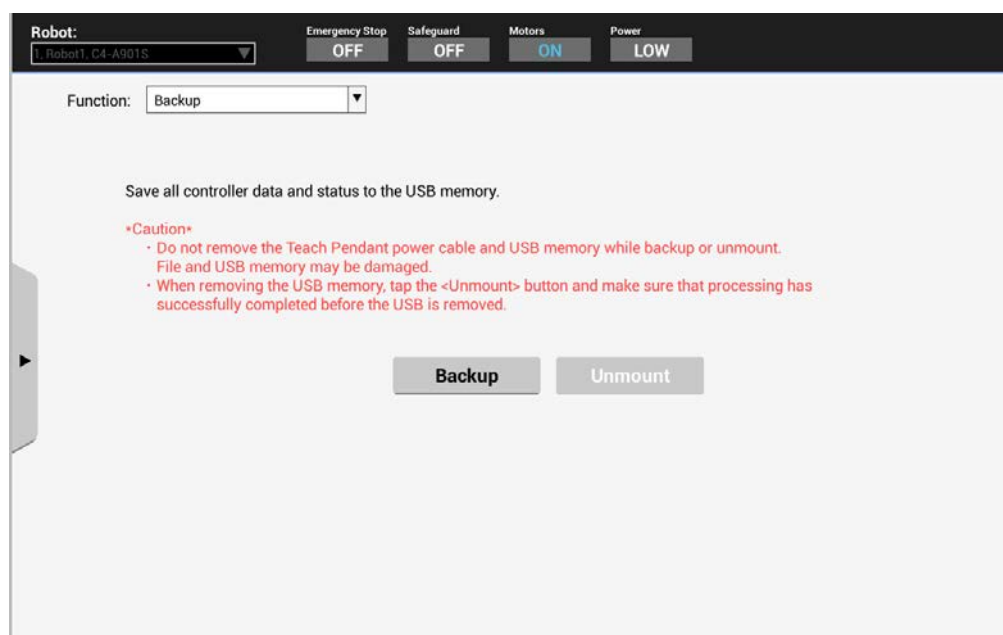 Robot:
Emergency Stop Safeguard Motors Power
1, Robot1, C4-A901S OFF OFF ON LOW
Function: Backup
Save all controller data and status to the USB memory.
*Caution*
・Do not remove the Teach Pendant power cable and USB memory while backup or unmount.
File and USB memory may be damaged.
・When removing the USB memory, tap the <Unmount> button and make sure that processing has
successfully completed before the USB is removed.
Backup Unmount